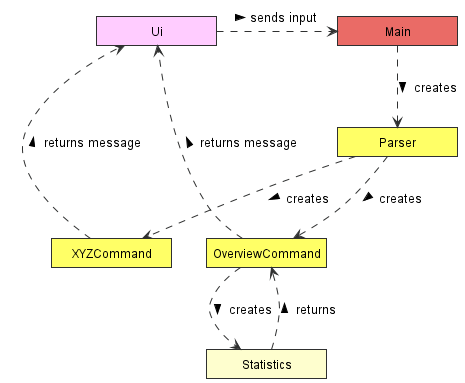 Ui
sends input
Main
creates
Parser
returns message
returns message
creates
creates
XYZCommand
OverviewCommand
creates
returns
Statistics